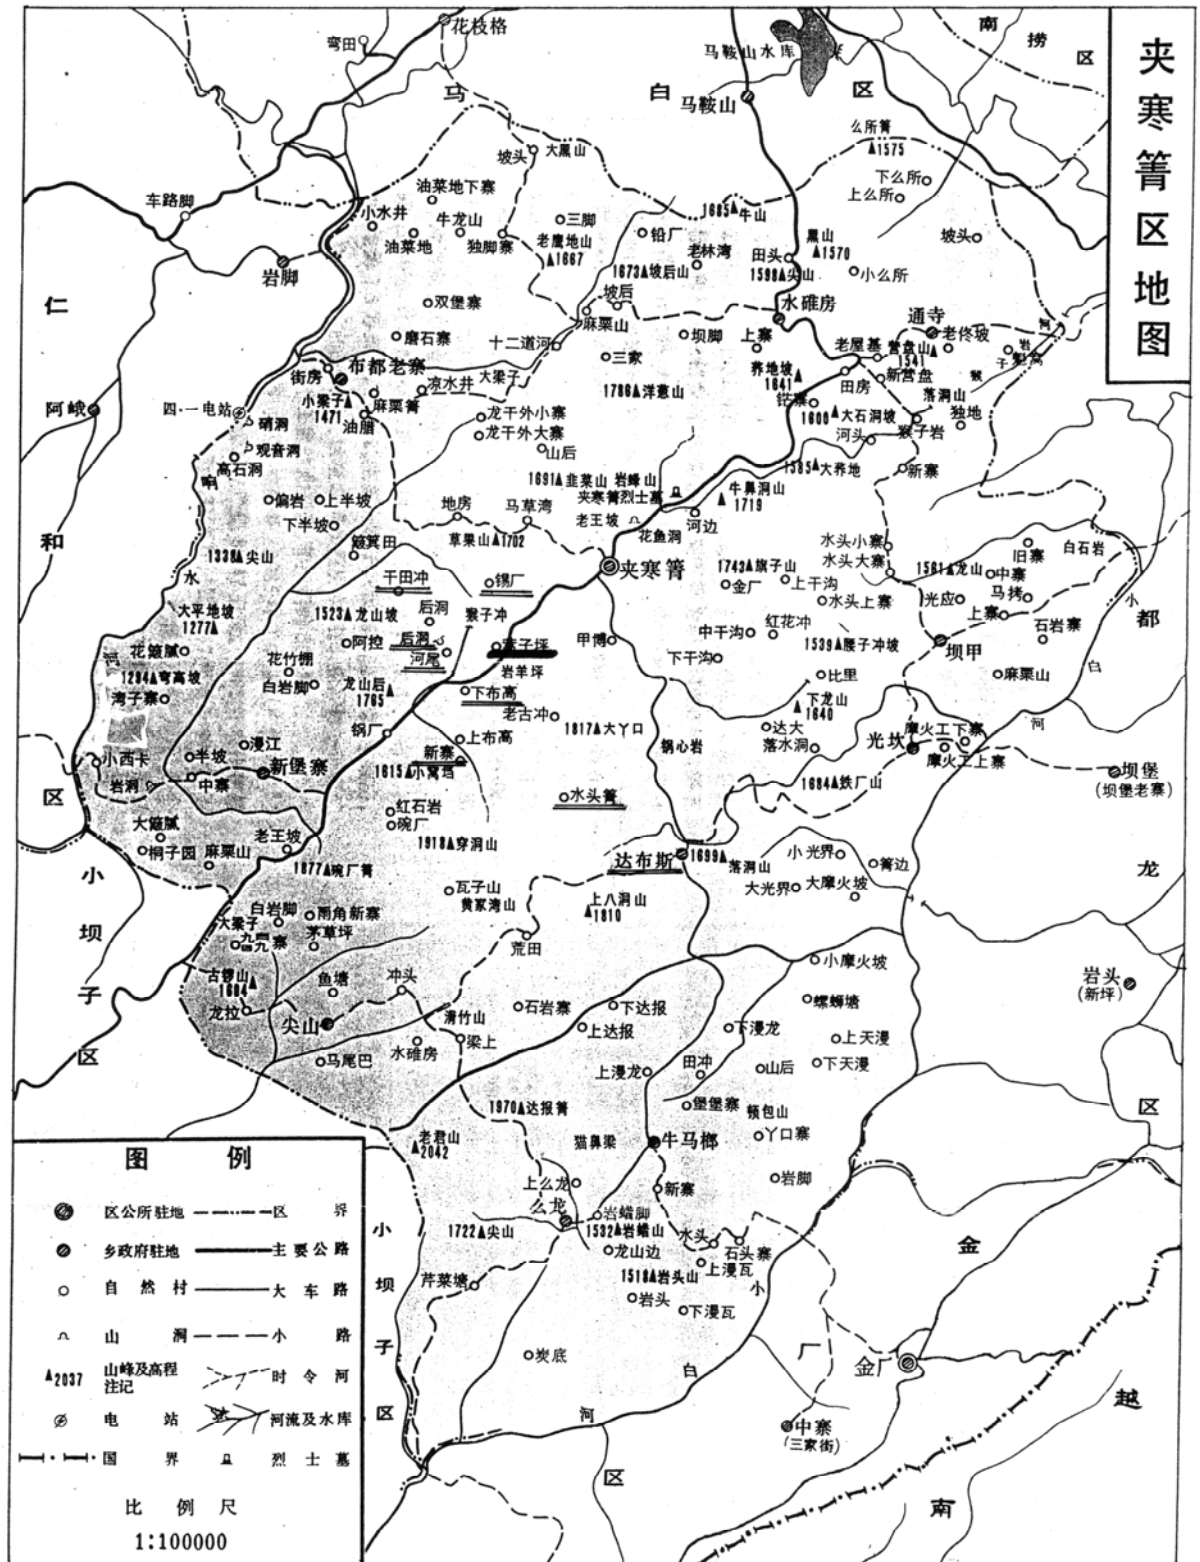 夹寒箐区地图
花枝格
弯田
马鞍山水库
南
捞
区
马
白
区
马鞍山
么所箐
▲1575
坡头
大黑山
下么所
上么所
车路脚
油菜地下寨
小水井
牛龙山
三脚
1685▲牛山
油菜地
独脚寨
老鹰地山
▲1667
铅厂
老林湾
黑山
▲1570
坡头
田头
1673▲坡后山
1598▲尖山
小么所
岩脚
仁
双堡寨
坡后
麻栗山
水碓房
通寺
老佟坡
河
磨石寨
十二道河
坝脚
上寨
老屋基
营盘山
1541
岩
三家
街房
布都老寨
大梁子
凉水井
荞地坡
1641
新营盘
田房
1786▲洋葱山
阿峨
四·一电站
小梁子
1471
麻栗箐
油腊
龙干外小寨
龙干外大寨
山后
1600▲大石洞坡
落洞山
独地
猴子岩
河头
硝洞
观音洞
高石洞
响
1691▲韭菜山
岩峰山
1585▲大荞地
新寨
夹寒箐烈士墓
牛鼻洞山
1719
偏岩
上半坡
下半坡
地房
马草湾
老王坡
花鱼洞
河边
和
簸箕田
草果山▲1702
夹寒箐
水头小寨
水头大寨
旧寨
白石岩
1338▲尖山
水
干田冲
锡厂
1743▲旗子山
金厂
上干沟
1561▲龙山
中寨
马拷
大平地坡
1277▲
1523▲龙山坡
后洞
猴子冲
水头上寨
光应
上寨
小
都
后洞
河尾
甲博
中干沟
红花冲
1539▲腰子冲坡
坝甲
石岩寨
河
阿控
花竹棚
岩羊坪
下干沟
比里
麻栗山
白
1294▲弯高坡
湾子寨
白岩脚
龙山后
1765
下布高
老古冲
下龙山
1640
1817▲大丫口
锅心岩
达大
落水洞
光坎
摩火工下寨
摩火工上寨
河
锅厂
上布高
小西卡
半坡
漫江
新堡寨
新寨
1615▲小窝垱
坝堡
(坝堡老寨)
岩洞
中寨
水头箐
1684▲铁厂山
区
红石岩
碗厂
桐子园
麻栗山
老王坡
1918▲穿洞山
达布斯
1699▲落洞山
小光界
箐边
小
1877▲碗厂箐
瓦子山
黄家湾山
上八洞山
1810
大光界
大摩火坡
龙
坝
白岩脚
雨角新寨
大梁子
茅草坪
荒田
小摩火坡
子
古锣山
1694
鱼塘
冲头
岩头
(新坪)
龙拉
尖山
石岩寨
下达报
螺蛳塘
滑竹山
梁上
上达报
下漫龙
上天漫
区
马尾巴
水碓房
上漫龙
田冲
山后
下天漫
1970▲达报箐
堡堡寨
顿包山
区
老君山
2042
猫鼻梁
牛马榔
丫口寨
上么龙
新寨
岩脚
么龙
岩蜡脚
小
1722▲尖山
1532▲岩蜡山
龙山边
水头
石头寨
金
坝
芹菜塘
1518▲岩头山
上漫瓦
小
岩头
下漫瓦
子
炭底
白
厂
金厂
越
区
河
中寨
(三家街)
区
南
图例
区公所驻地
区界
乡政府驻地
主要公路
自然村
大车路
山洞
小路
▲2037
山峰及高程
注记
时令河
电站
河流及水库
国界
烈士墓
比例尺
1:100000